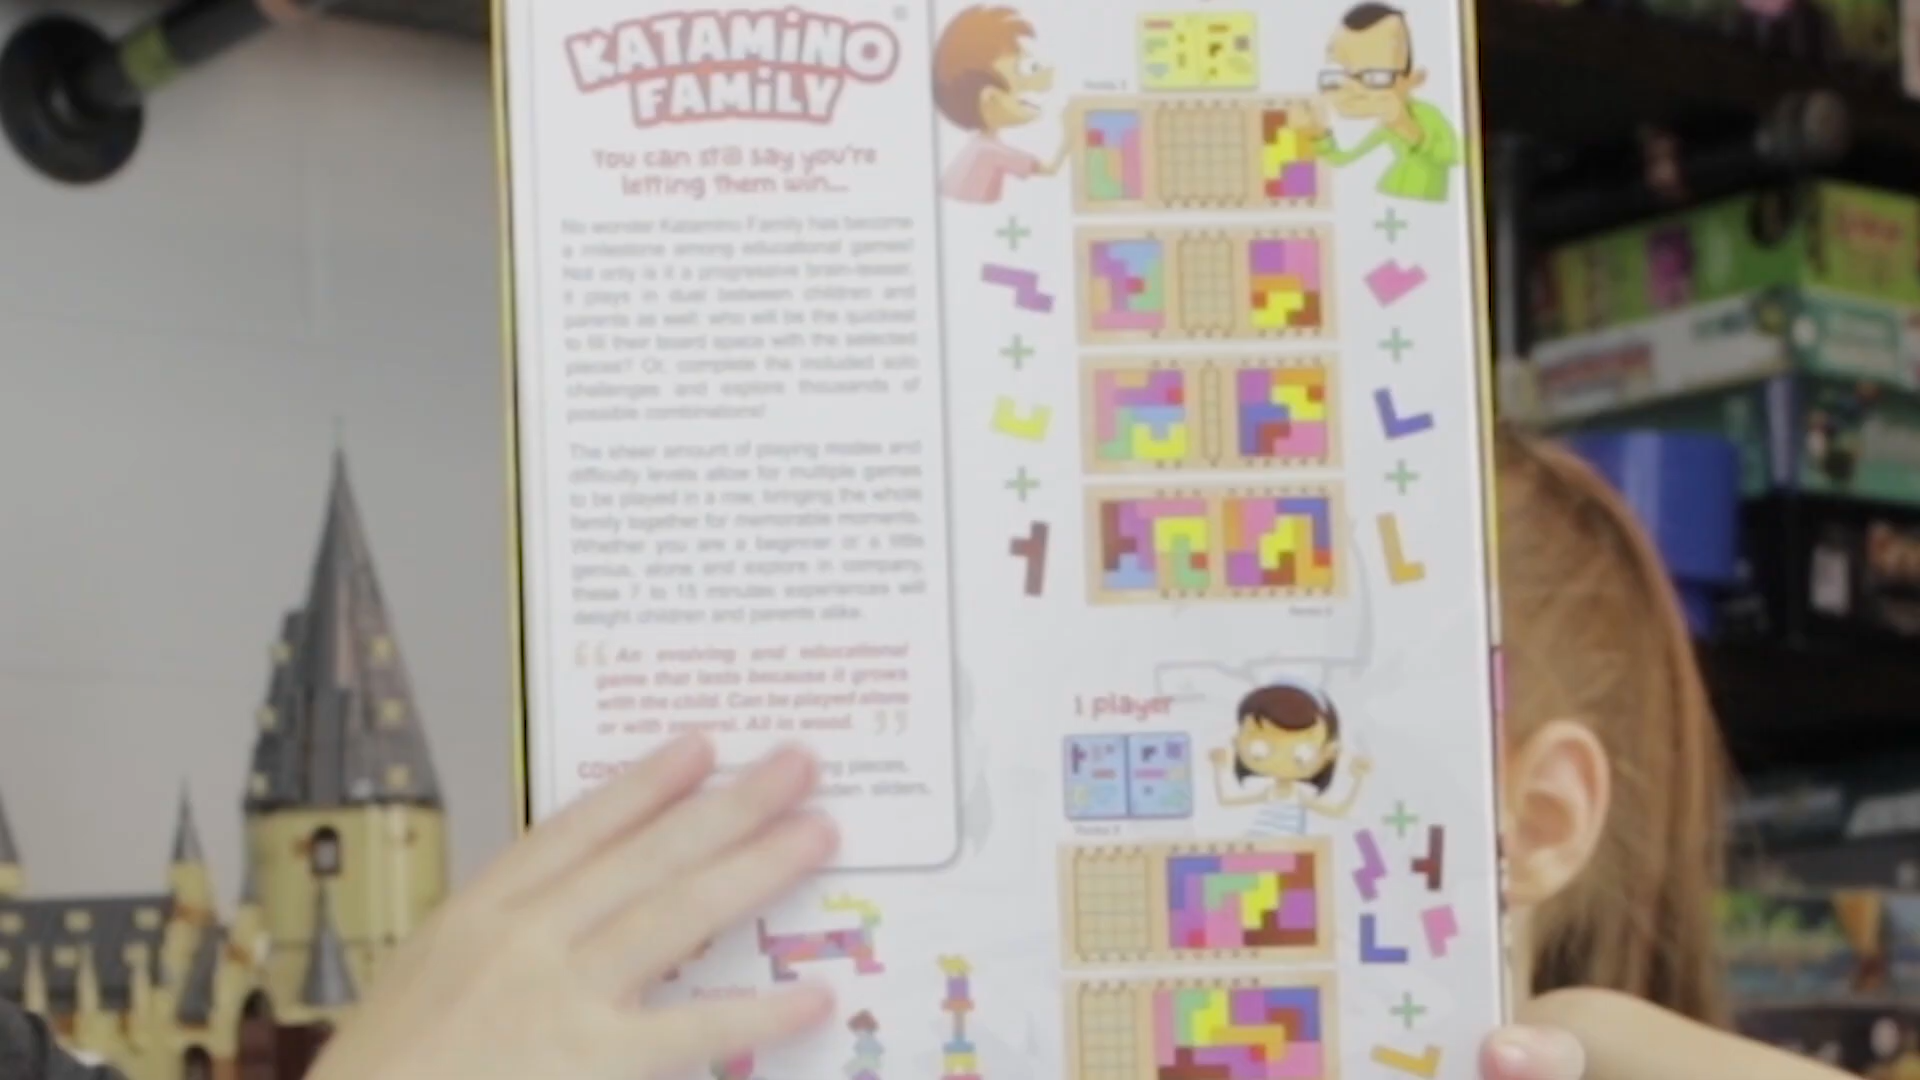 KATAMiNO
FAMiLY
You can still say you're
letting them win...
No wonder Katamino Family has become
a milestone among educational games!
Not only is it a progressive brain-teaser,
it plays in duel between children and
parents as well: who will be the quickest
to fill their board space with the selected
pieces? Or, complete the included solo
challenges and explore thousands of
possible combinations!
The sheer amount of playing modes and
difficulty levels allow for multiple games
to be played in a row, bringing the whole
family together for memorable moments.
Whether you are a beginner or a little
genius, alone and explore in company,
these 7 to 15 minutes experiences will
delight children and parents alike.
“ An evolving and educational
game that lasts because it grows
with the child. Can be played alone
or with several. All in wood. ”
pieces,
sliders,
1 player